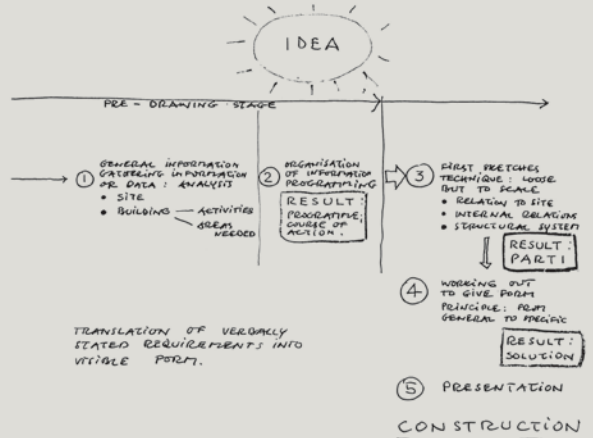 IDEA
PRE-DRAWING STAGE
1 GENERAL INFORMATION
GATHERING INFORMATION
OR DATA: ANALYSIS
• SITE
• BUILDING — ACTIVITIES
AREAS
NEEDED
2 ORGANISATION
OF INFORMATION
PROGRAMMING
RESULT:
PROGRAMME;
COURSE OF
ACTION.
3 FIRST SKETCHES
TECHNIQUE: LOOSE
BUT TO SCALE
• RELATION TO SITE
• INTERNAL RELATIONS
• STRUCTURAL SYSTEM
RESULT:
PARTI
4 WORKING OUT
TO GIVE FORM
PRINCIPLE: FROM
GENERAL TO SPECIFIC
RESULT:
SOLUTION
5 PRESENTATION
CONSTRUCTION
TRANSLATION OF VERBALLY
STATED REQUIREMENTS INTO
VISIBLE FORM.